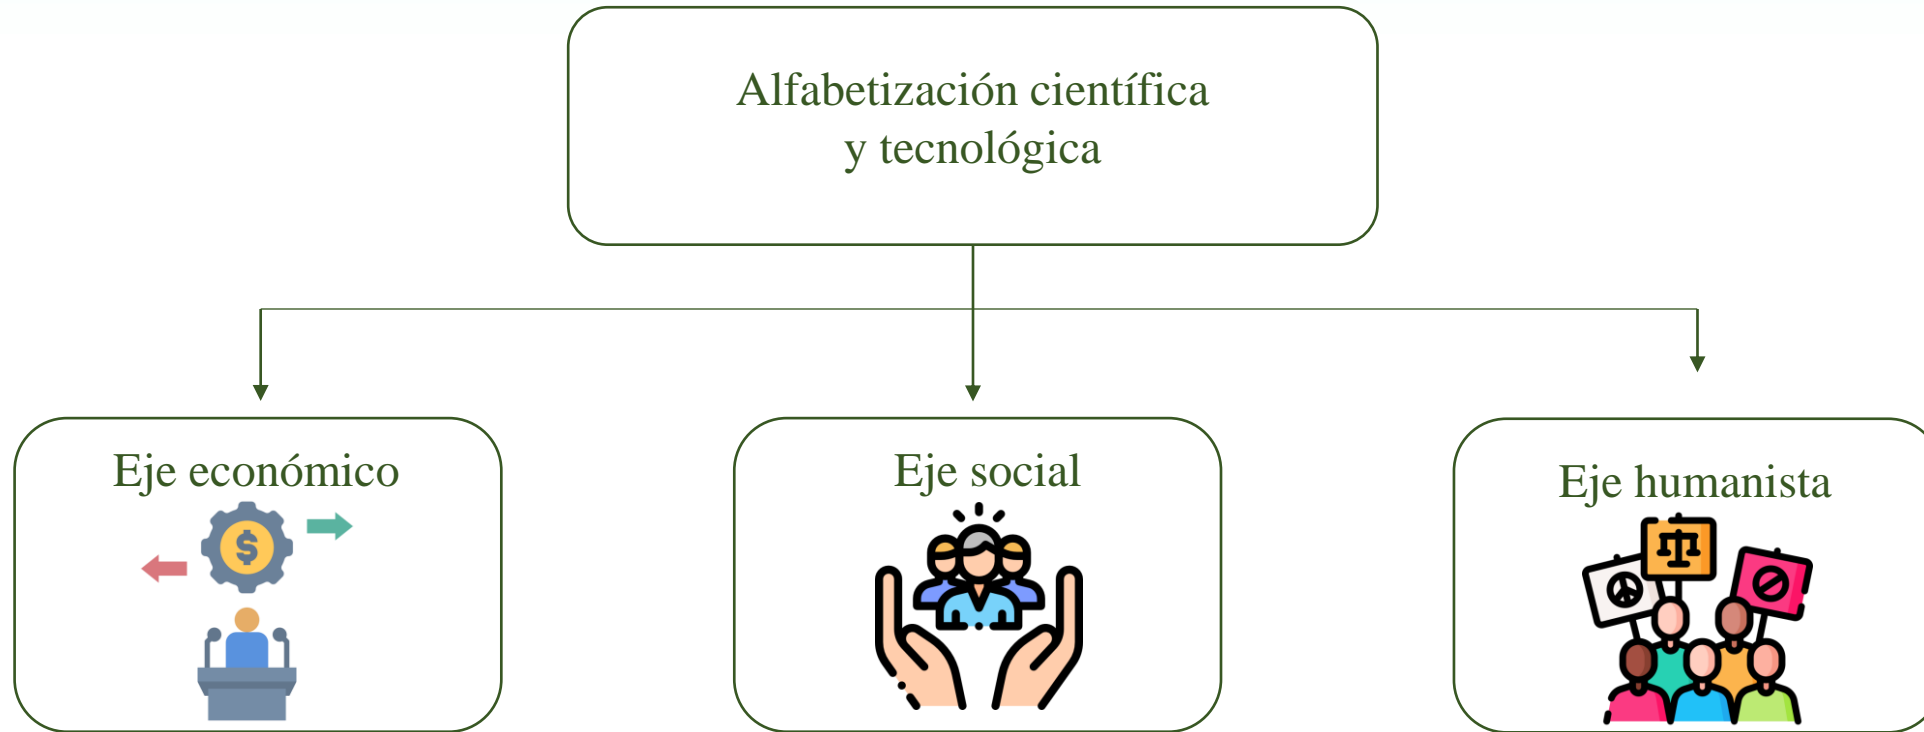 Alfabetización científica
y tecnológica
Eje económico
$
Eje social
Eje humanista